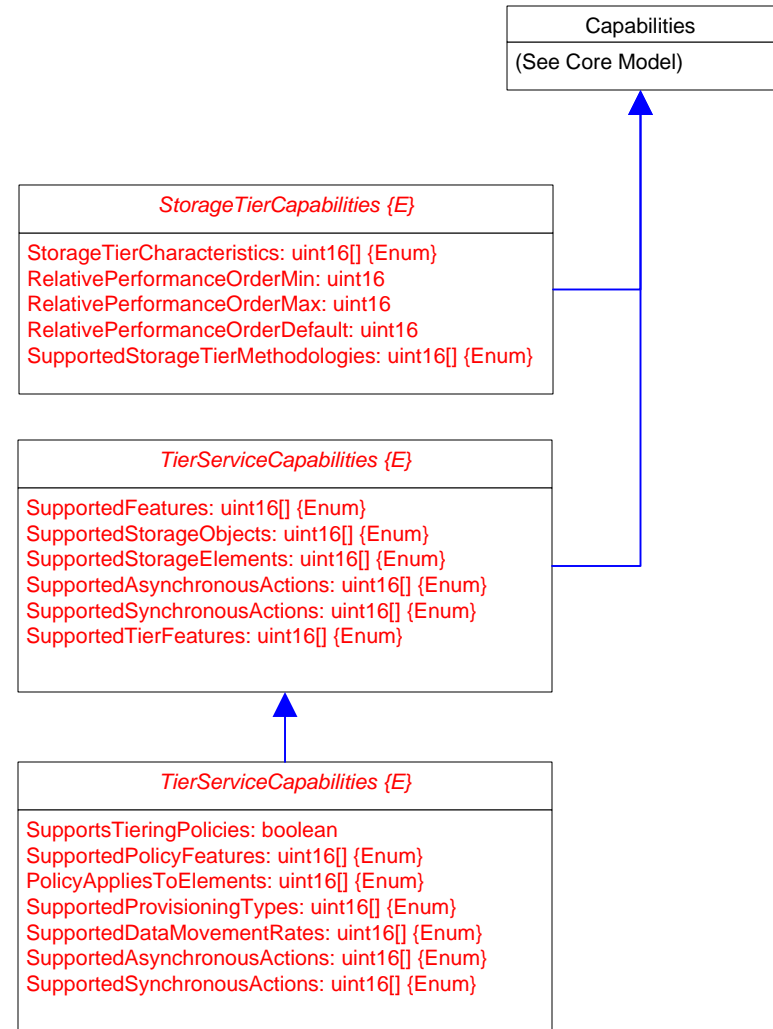 Capabilities
(See Core Model)
StorageTierCapabilities {E}
StorageTierCharacteristics: uint16[] {Enum}
RelativePerformanceOrderMin: uint16
RelativePerformanceOrderMax: uint16
RelativePerformanceOrderDefault: uint16
SupportedStorageTierMethodologies: uint16[] {Enum}
TierServiceCapabilities {E}
SupportedFeatures: uint16[] {Enum}
SupportedStorageObjects: uint16[] {Enum}
SupportedStorageElements: uint16[] {Enum}
SupportedAsynchronousActions: uint16[] {Enum}
SupportedSynchronousActions: uint16[] {Enum}
SupportedTierFeatures: uint16[] {Enum}
TierServiceCapabilities {E}
SupportsTieringPolicies: boolean
SupportedPolicyFeatures: uint16[] {Enum}
PolicyAppliesToElements: uint16[] {Enum}
SupportedProvisioningTypes: uint16[] {Enum}
SupportedDataMovementRates: uint16[] {Enum}
SupportedAsynchronousActions: uint16[] {Enum}
SupportedSynchronousActions: uint16[] {Enum}